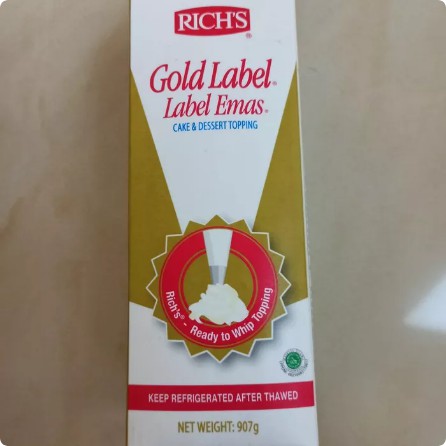 RICH'S®
Gold Label®
Label Emas®
CAKE & DESSERT TOPPING
Rich's® - Ready to Whip Topping
KEEP REFRIGERATED AFTER THAWED
NET WEIGHT: 907g